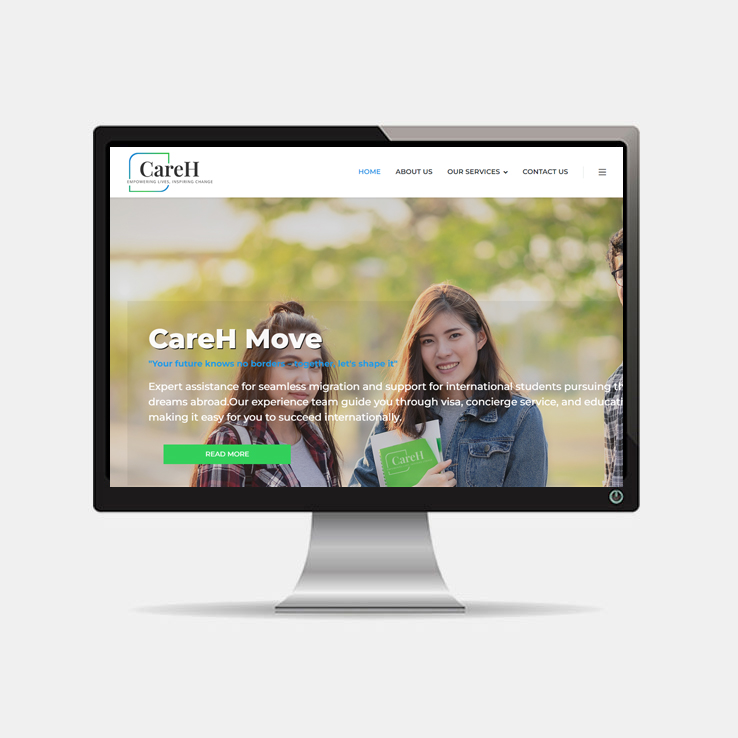 CareH
EMPOWERING LIVES, INSPIRING CHANGE
HOME ABOUT US OUR SERVICES CONTACT US
CareH Move
"Your future knows no borders - together, let's shape it"
Expert assistance for seamless migration and support for international students pursuing th
dreams abroad.Our experience team guide you through visa, concierge service, and educati
making it easy for you to succeed internationally.
CareH
READ MORE